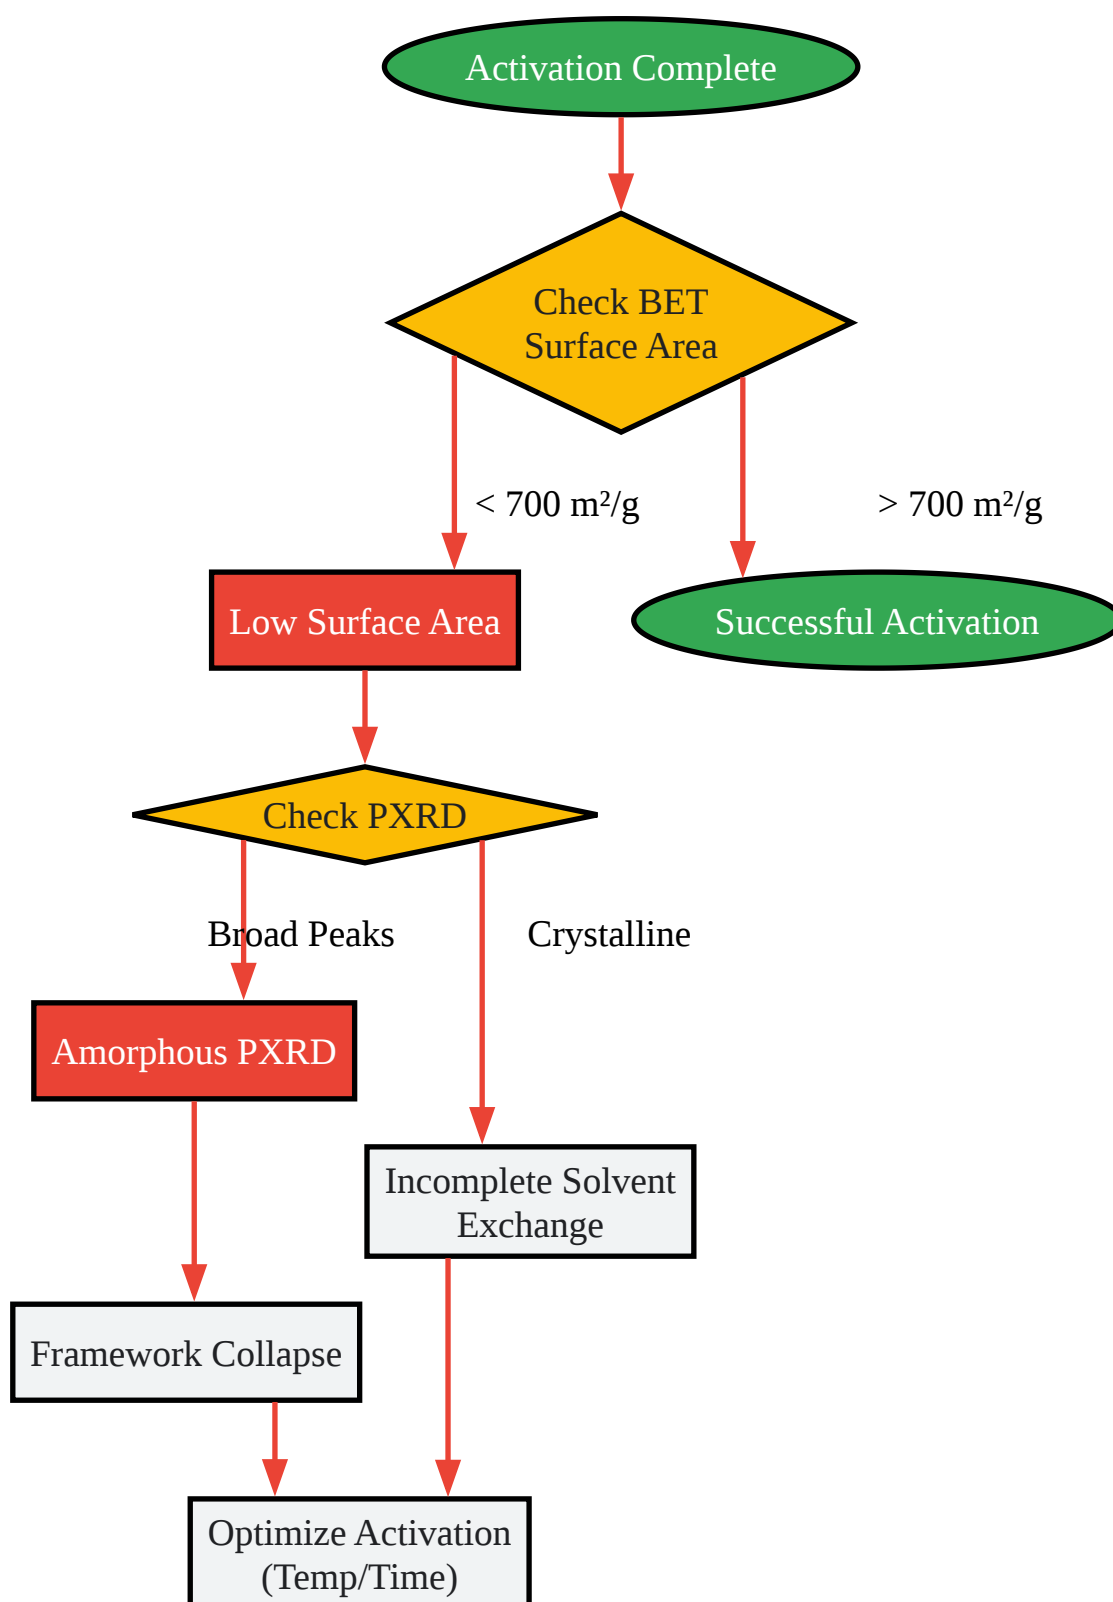 Activation Complete
Check BET
Surface Area
< 700 m²/g
> 700 m²/g
Low Surface Area
Successful Activation
Check PXRD
Broad Peaks
Crystalline
Amorphous PXRD
Incomplete Solvent
Exchange
Framework Collapse
Optimize Activation
(Temp/Time)